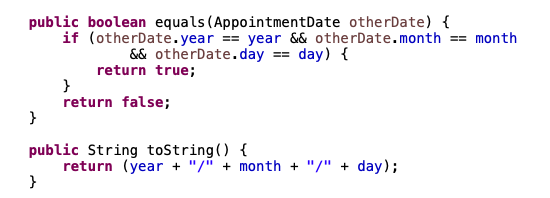 public boolean equals(AppointmentDate otherDate) {
    if (otherDate.year == year && otherDate.month == month
            && otherDate.day == day) {
        return true;
    }
    return false;
}

public String toString() {
    return (year + "/" + month + "/" + day);
}